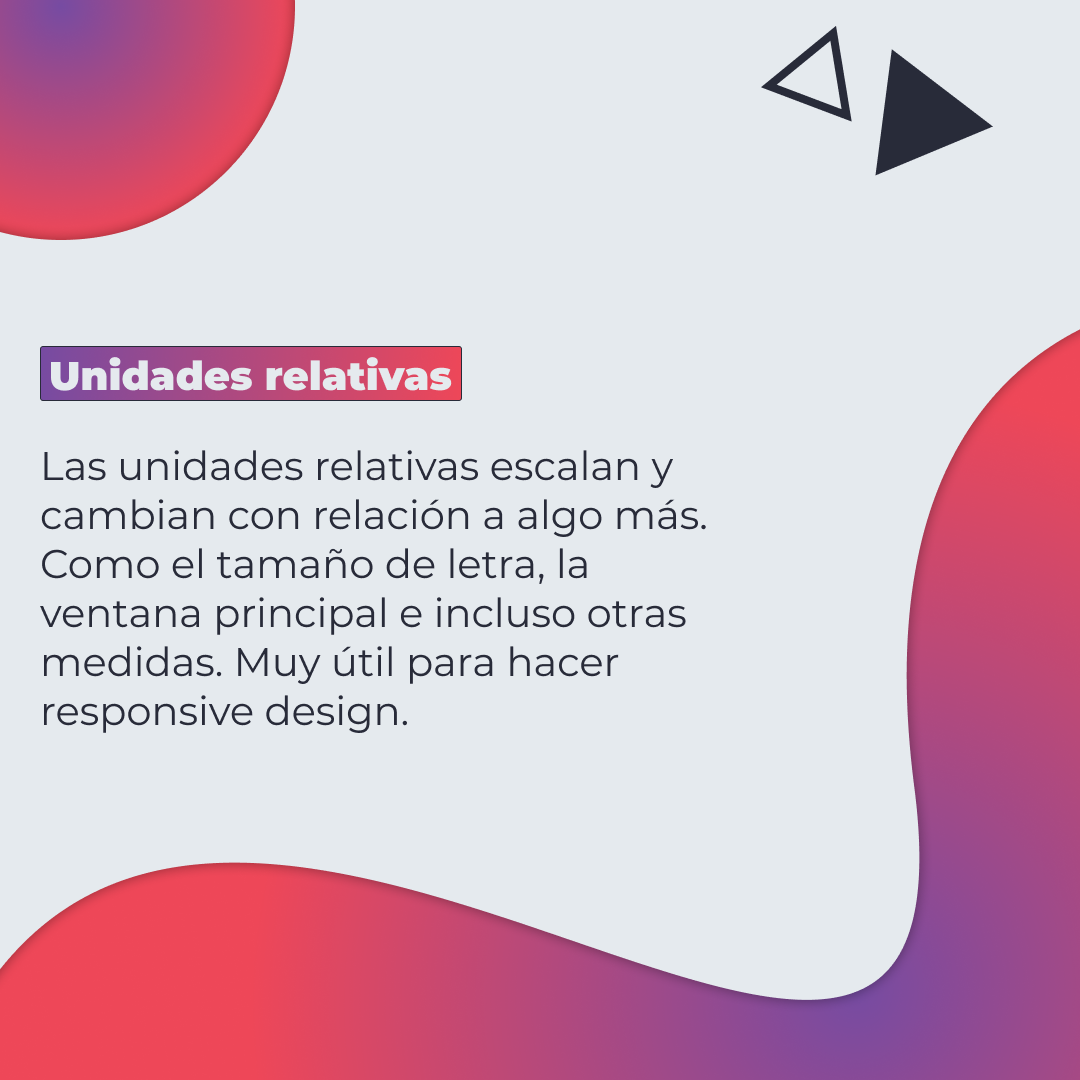 Unidades relativas
Las unidades relativas escalan y
cambian con relación a algo más.
Como el tamaño de letra, la
ventana principal e incluso otras
medidas. Muy útil para hacer
responsive design.